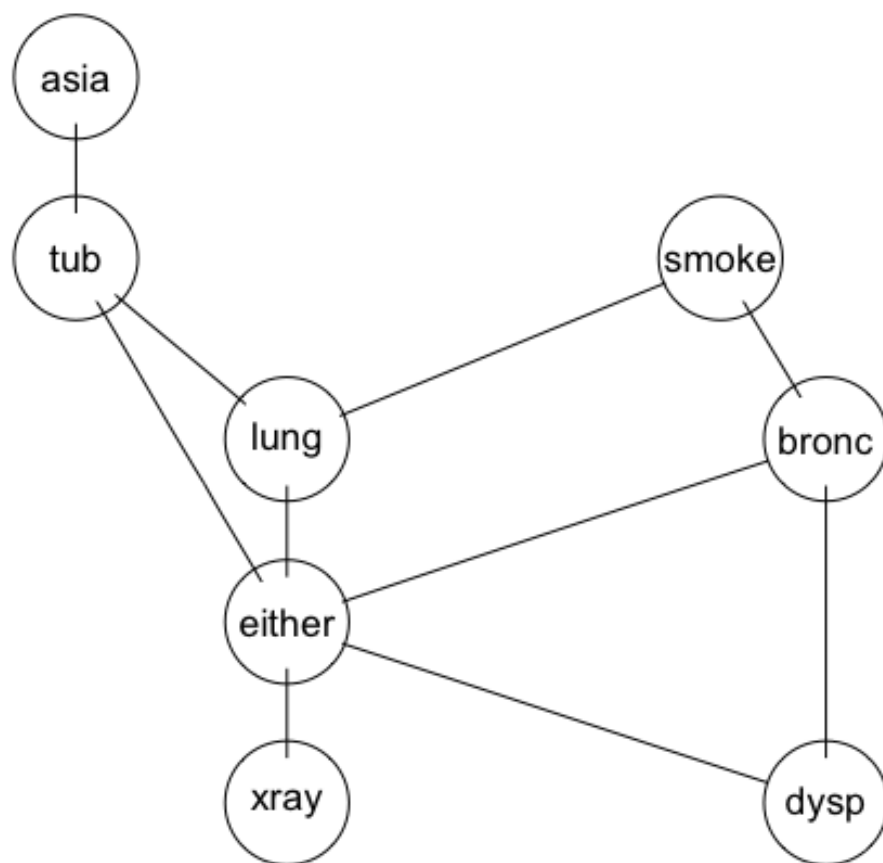 asia
tub
smoke
lung
bronc
either
xray
dysp